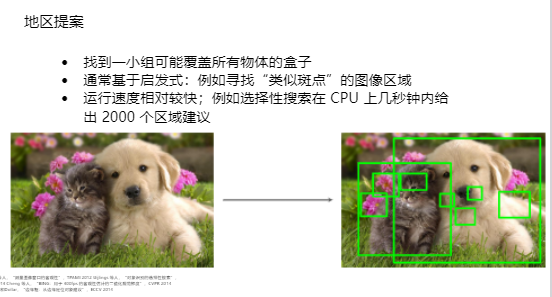 地区提案
• 找到一小组可能覆盖所有物体的盒子
• 通常基于启发式：例如寻找“类似斑点”的图像区域
• 运行速度相对较快；例如选择性搜索在 CPU 上几秒钟内给
出 2000 个区域建议